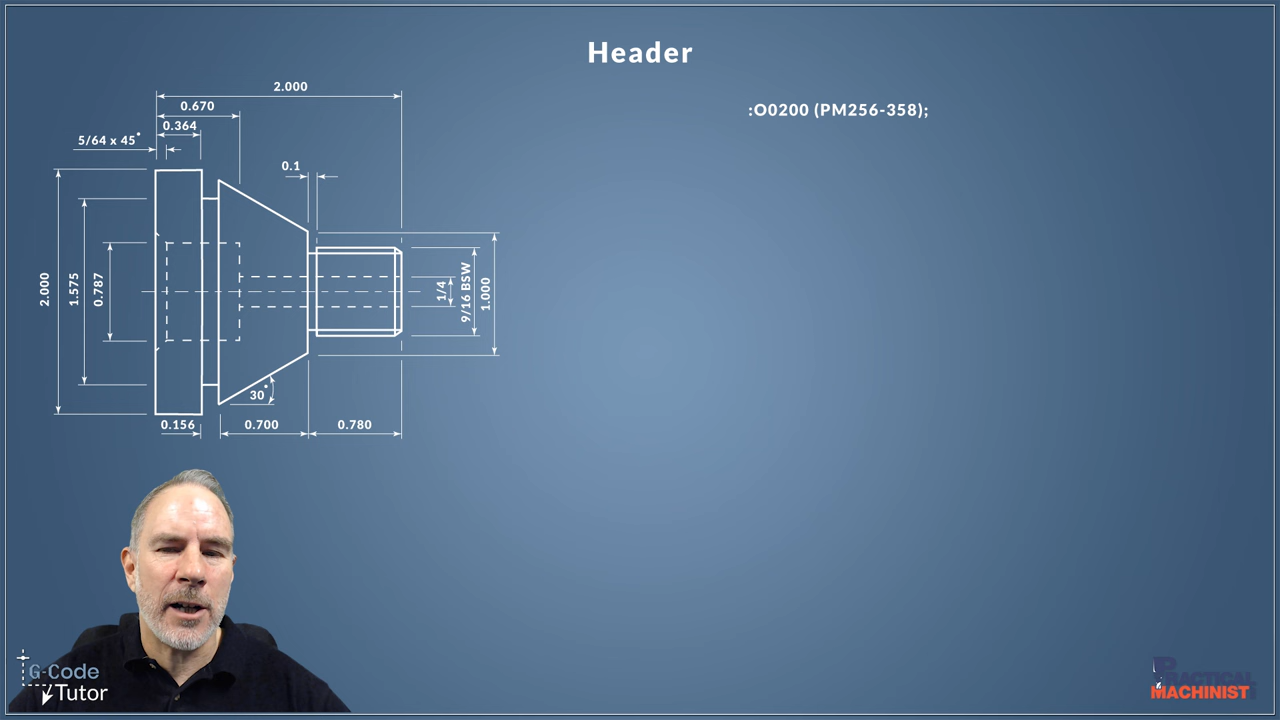 Header
:O0200 (PM256-358);
2.000
0.670
0.364
5/64 x 45°
0.1
2.000
1.575
0.787
1/4
9/16 BSW
1.000
30°
0.156
0.700
0.780
G-Code
Tutor
PRACTICAL
MACHINIST